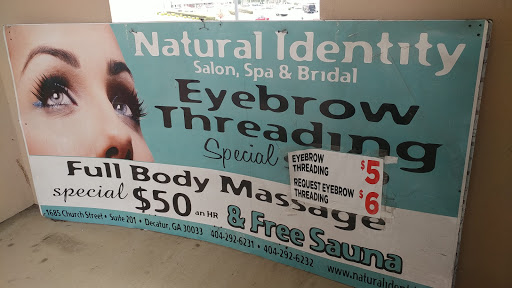 Natural Identity
Salon, Spa & Bridal
Eyebrow
Threading
Special
EYEBROW
THREADING $5
REQUEST EYEBROW
THREADING $6
Full Body Massage
special $50 an HR & Free Sauna
1685 Church Street • Suite 201 • Decatur, GA 30033 404-292-6231 • 404-292-6232